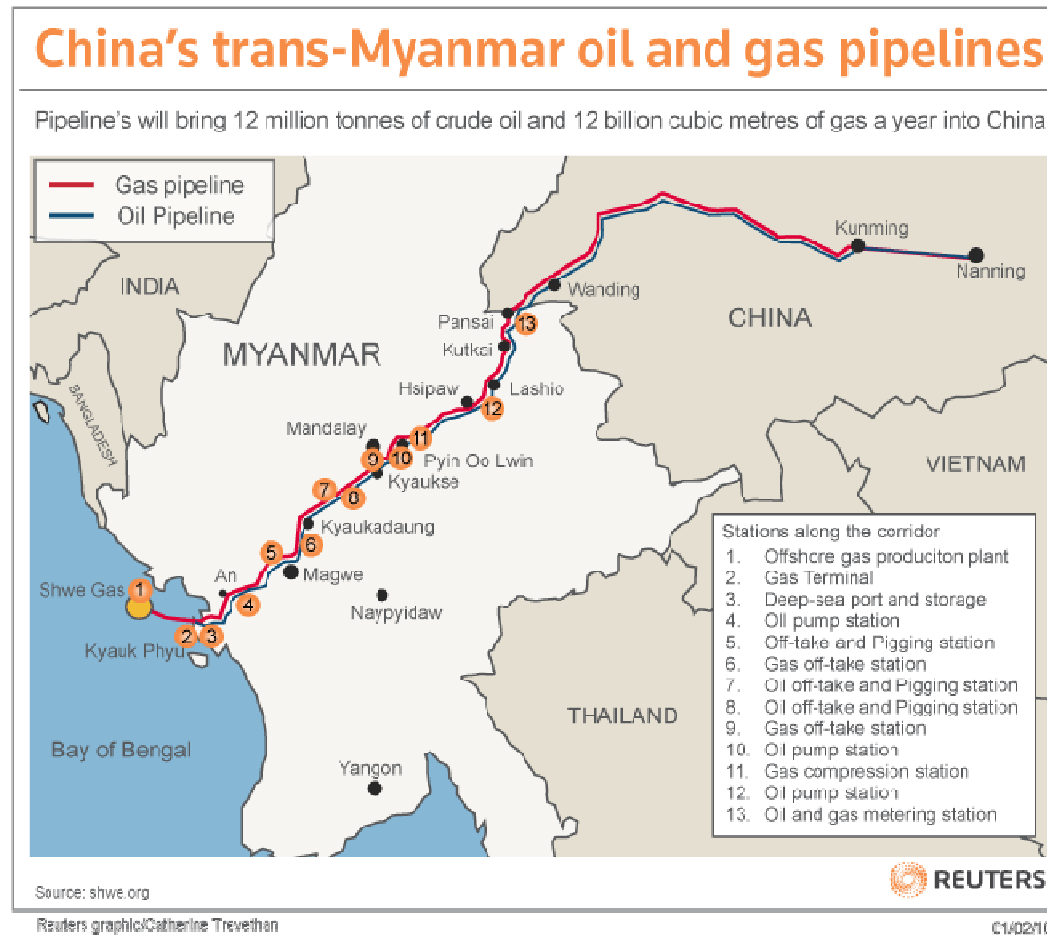 China's trans-Myanmar oil and gas pipelines
Pipeline's will bring 12 million tonnes of crude oil and 12 billion cubic metres of gas a year into China
Gas pipeline
Oil Pipeline
INDIA
BANGLADESH
MYANMAR
CHINA
VIETNAM
THAILAND
Kunming
Nanning
Wanding
Pansai
13
Kutkai
Hsipaw
Lashio
12
Mandalay
11
9
10
Pyin Oo Lwin
Kyaukse
7
8
Kyaukadaung
5
6
Magwe
An
4
Naypyidaw
Shwe Gas
1
2
3
Kyauk Phyu
Bay of Bengal
Yangon
Stations along the corridor
1. Offshore gas produciton plant
2. Gas Terminal
3. Deep-sea port and storage
4. Oil pump station
5. Off-take and Pigging station
6. Gas off-take station
7. Oil off-take and Pigging station
8. Oil off-take and Pigging station
9. Gas off-take station
10. Oil pump station
11. Gas compression station
12. Oil pump station
13. Oil and gas metering station
Source: shwe.org
REUTERS
Reuters graphic/Catherine Trevethan